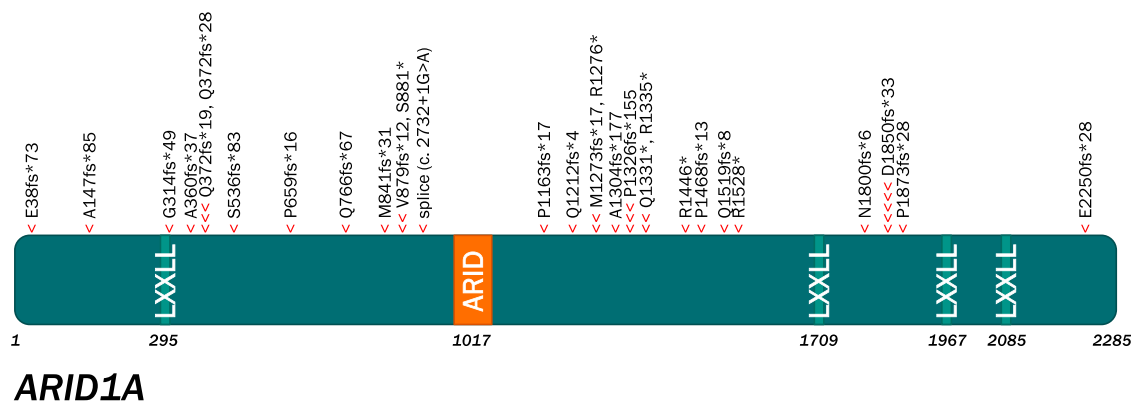 E38fs*73
A147fs*85
G314fs*49
A360fs*37
<<< Q372fs*19, Q372fs*28
S536fs*83
P659fs*16
Q766fs*67
M841fs*31
<< V879fs*12, S881*
splice (c. 2732+1G>A)
P1163fs*17
Q1212fs*4
<< M1273fs*17, R1276*
A1304fs*177
<<< P1326fs*155
<< Q1331*, R1335*
R1446*
P1468fs*13
Q1519fs*8
R1528*
N1800fs*6
<<<<< D1850fs*33
P1873fs*28
E2250fs*28
LXXLL
ARID
LXXLL
LXXLL
LXXLL
1 295 1017 1709 1967 2085 2285
ARID1A